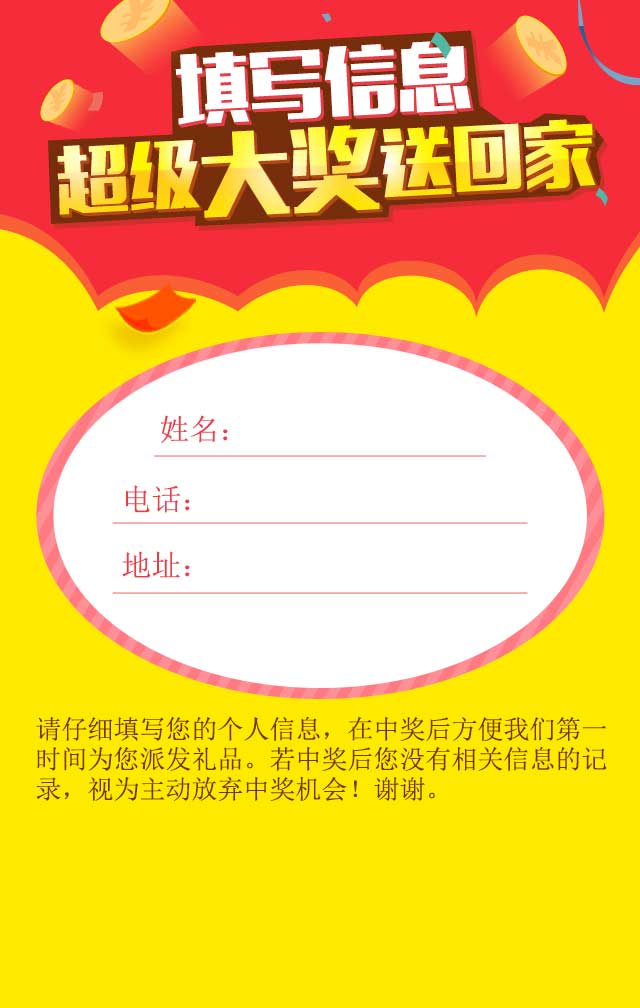 填写信息
超级大奖送回家
姓名：
电话：
地址：
请仔细填写您的个人信息，在中奖后方便我们第一
时间为您派发礼品。若中奖后您没有相关信息的记
录，视为主动放弃中奖机会！谢谢。